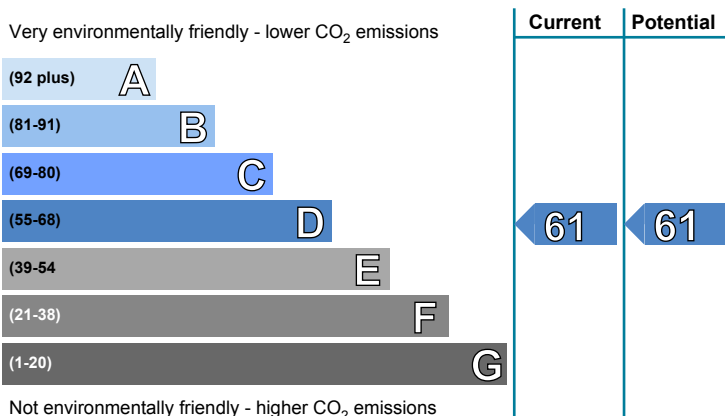 Very environmentally friendly - lower CO2 emissions
Current
Potential
(92 plus) A
(81-91) B
(69-80) C
(55-68) D
61
61
(39-54 E
(21-38) F
(1-20) G
Not environmentally friendly - higher CO2 emissions